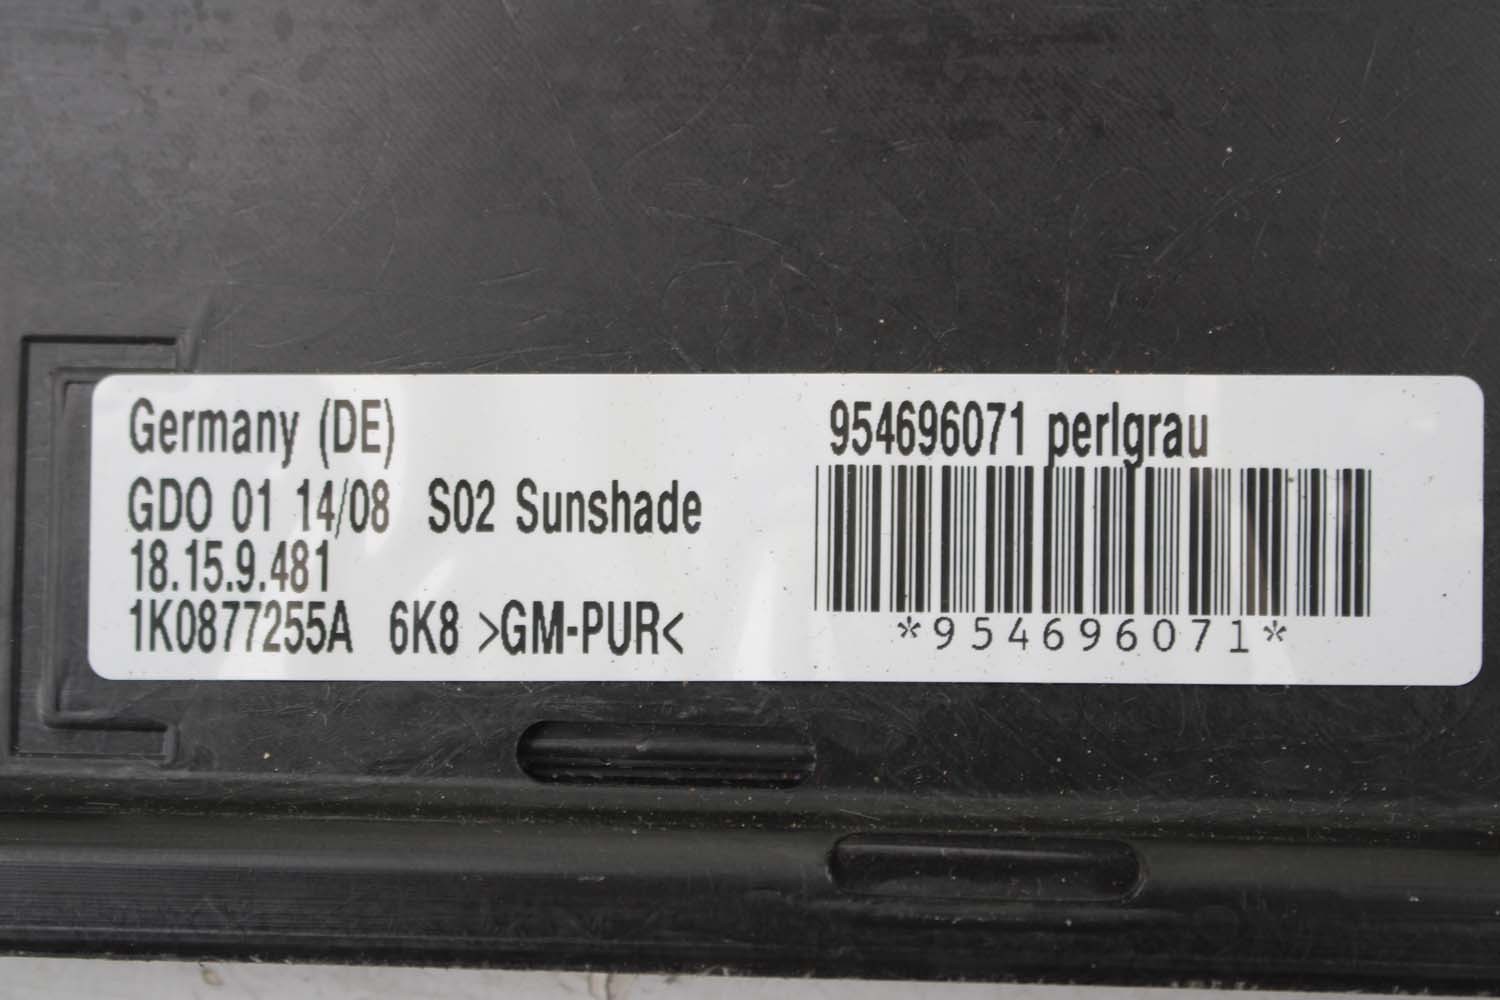 Germany (DE)
GDO 01 14/08 S02 Sunshade
18.15.9.481
1K0877255A 6K8 >GM-PUR<
954696071 perlgrau
*954696071*